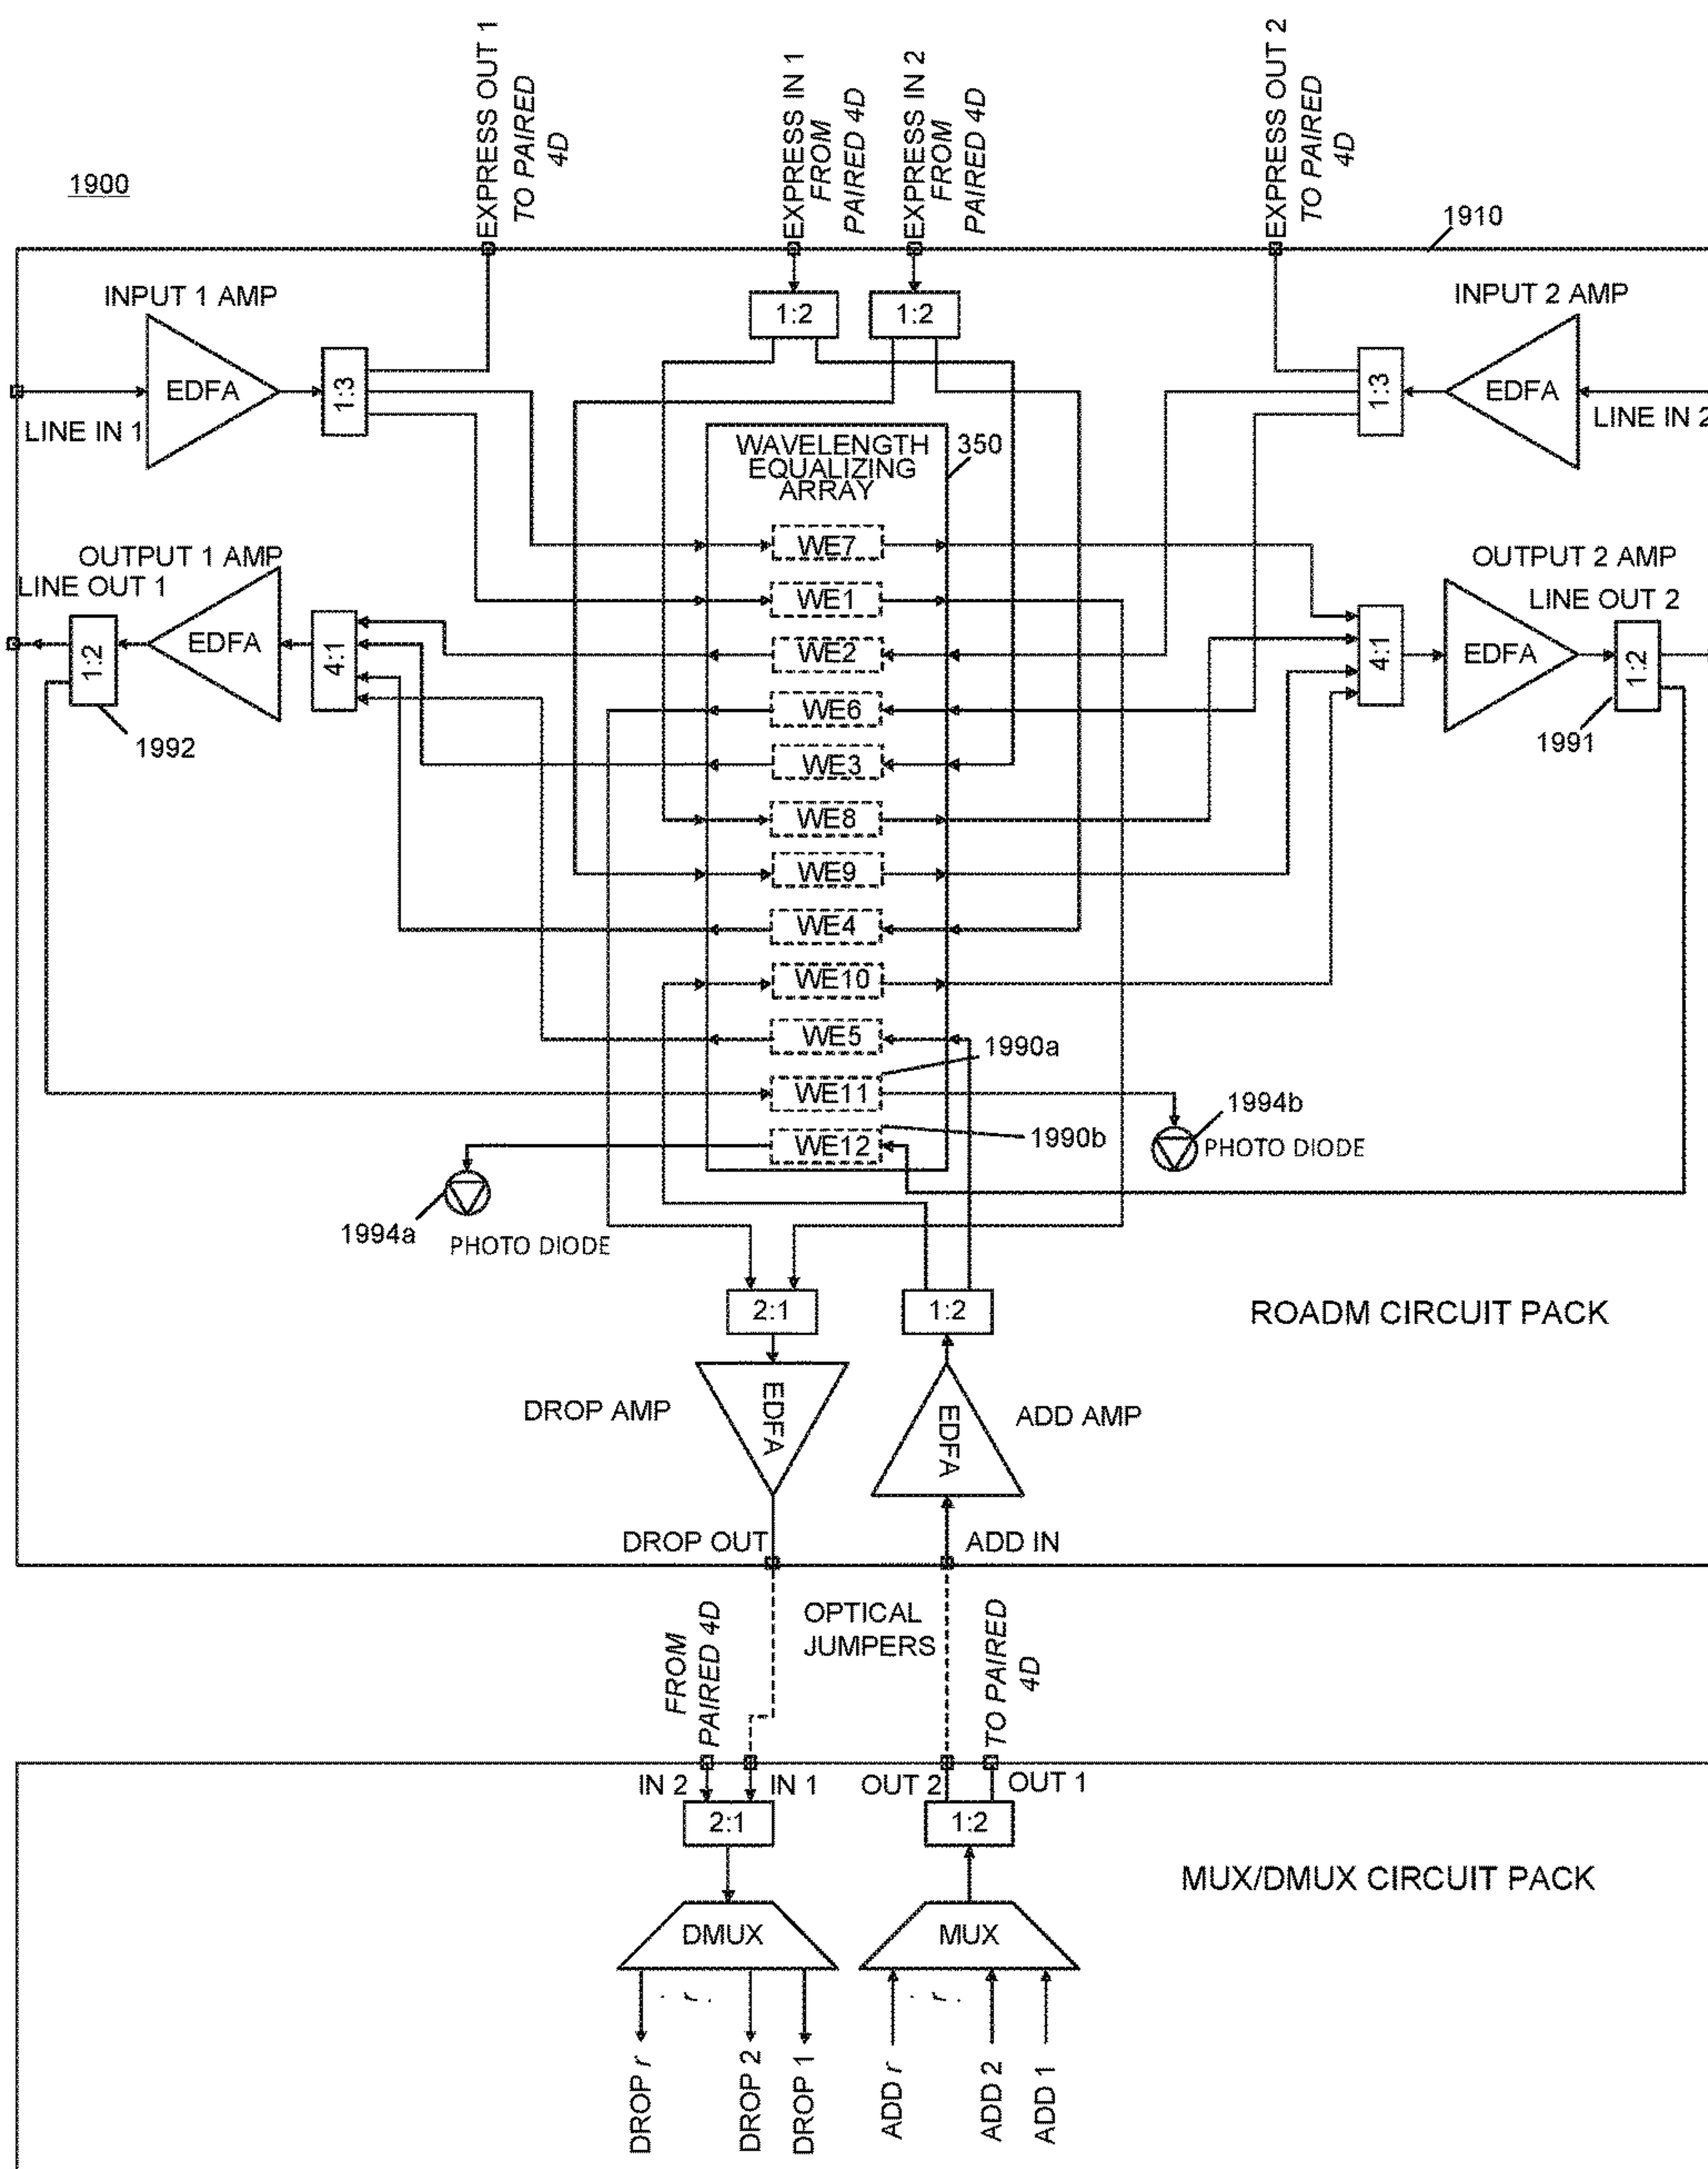 1900
EXPRESS OUT 1
TO PAIRED
4D
EXPRESS IN 1
FROM
PAIRED 4D
EXPRESS IN 2
FROM
PAIRED 4D
EXPRESS OUT 2
TO PAIRED
4D
1910
INPUT 1 AMP
EDFA
LINE IN 1
1:3
1:2
1:2
INPUT 2 AMP
1:3
EDFA
LINE IN 2
WAVELENGTH
EQUALIZING
ARRAY
350
OUTPUT 1 AMP
LINE OUT 1
1:2
EDFA
4:1
1992
WE7
WE1
WE2
WE6
WE3
WE8
WE9
WE4
WE10
WE5
WE11
WE12
OUTPUT 2 AMP
LINE OUT 2
4:1
EDFA
1:2
1991
1990a
1990b
1994b
PHOTO DIODE
1994a
PHOTO DIODE
2:1
1:2
ROADM CIRCUIT PACK
DROP AMP
EDFA
EDFA
ADD AMP
DROP OUT
ADD IN
OPTICAL
JUMPERS
FROM
PAIRED 4D
TO PAIRED
4D
IN 2
IN 1
OUT 2
OUT 1
2:1
1:2
MUX/DMUX CIRCUIT PACK
DMUX
MUX
. r .
. r .
DROP r
DROP 2
DROP 1
ADD r
ADD 2
ADD 1